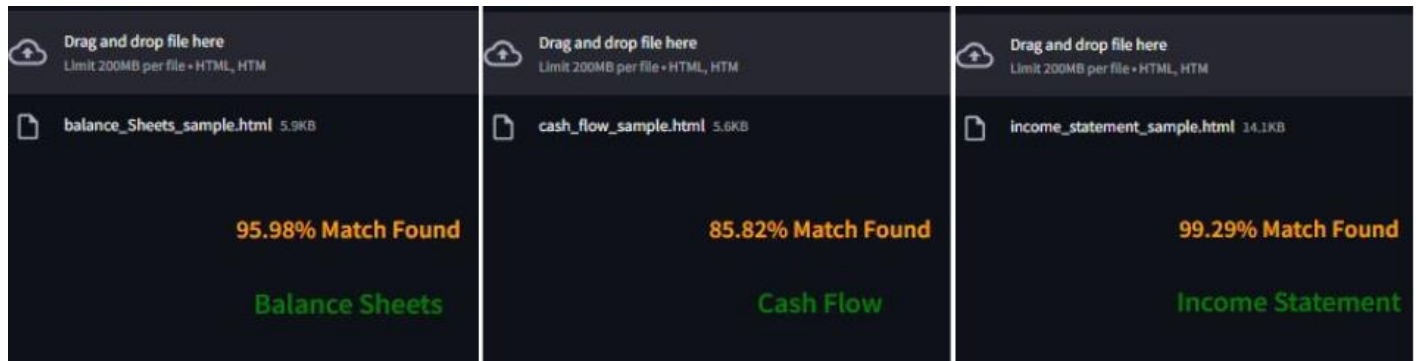 Drag and drop file here
Limit 200MB per file • HTML, HTM
balance_Sheets_sample.html 5.9KB
95.98% Match Found
Balance Sheets
Drag and drop file here
Limit 200MB per file • HTML, HTM
cash_flow_sample.html 5.6KB
85.82% Match Found
Cash Flow
Drag and drop file here
Limit 200MB per file • HTML, HTM
income_statement_sample.html 14.1KB
99.29% Match Found
Income Statement